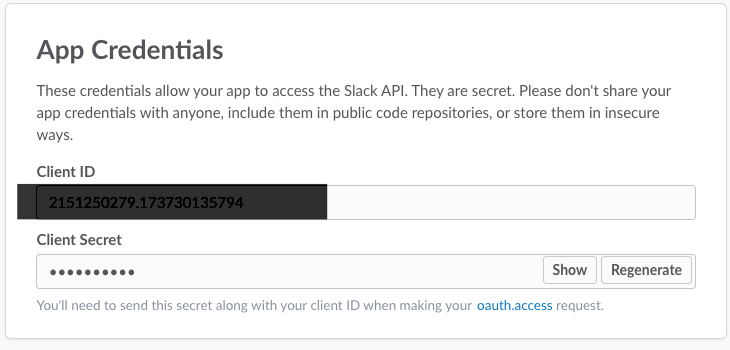 App Credentials
These credentials allow your app to access the Slack API. They are secret. Please don't share your
app credentials with anyone, include them in public code repositories, or store them in insecure
ways.
Client ID
2151250279.173730135794
Client Secret
●●●●●●●●●● Show Regenerate
You'll need to send this secret along with your client ID when making your oauth.access request.